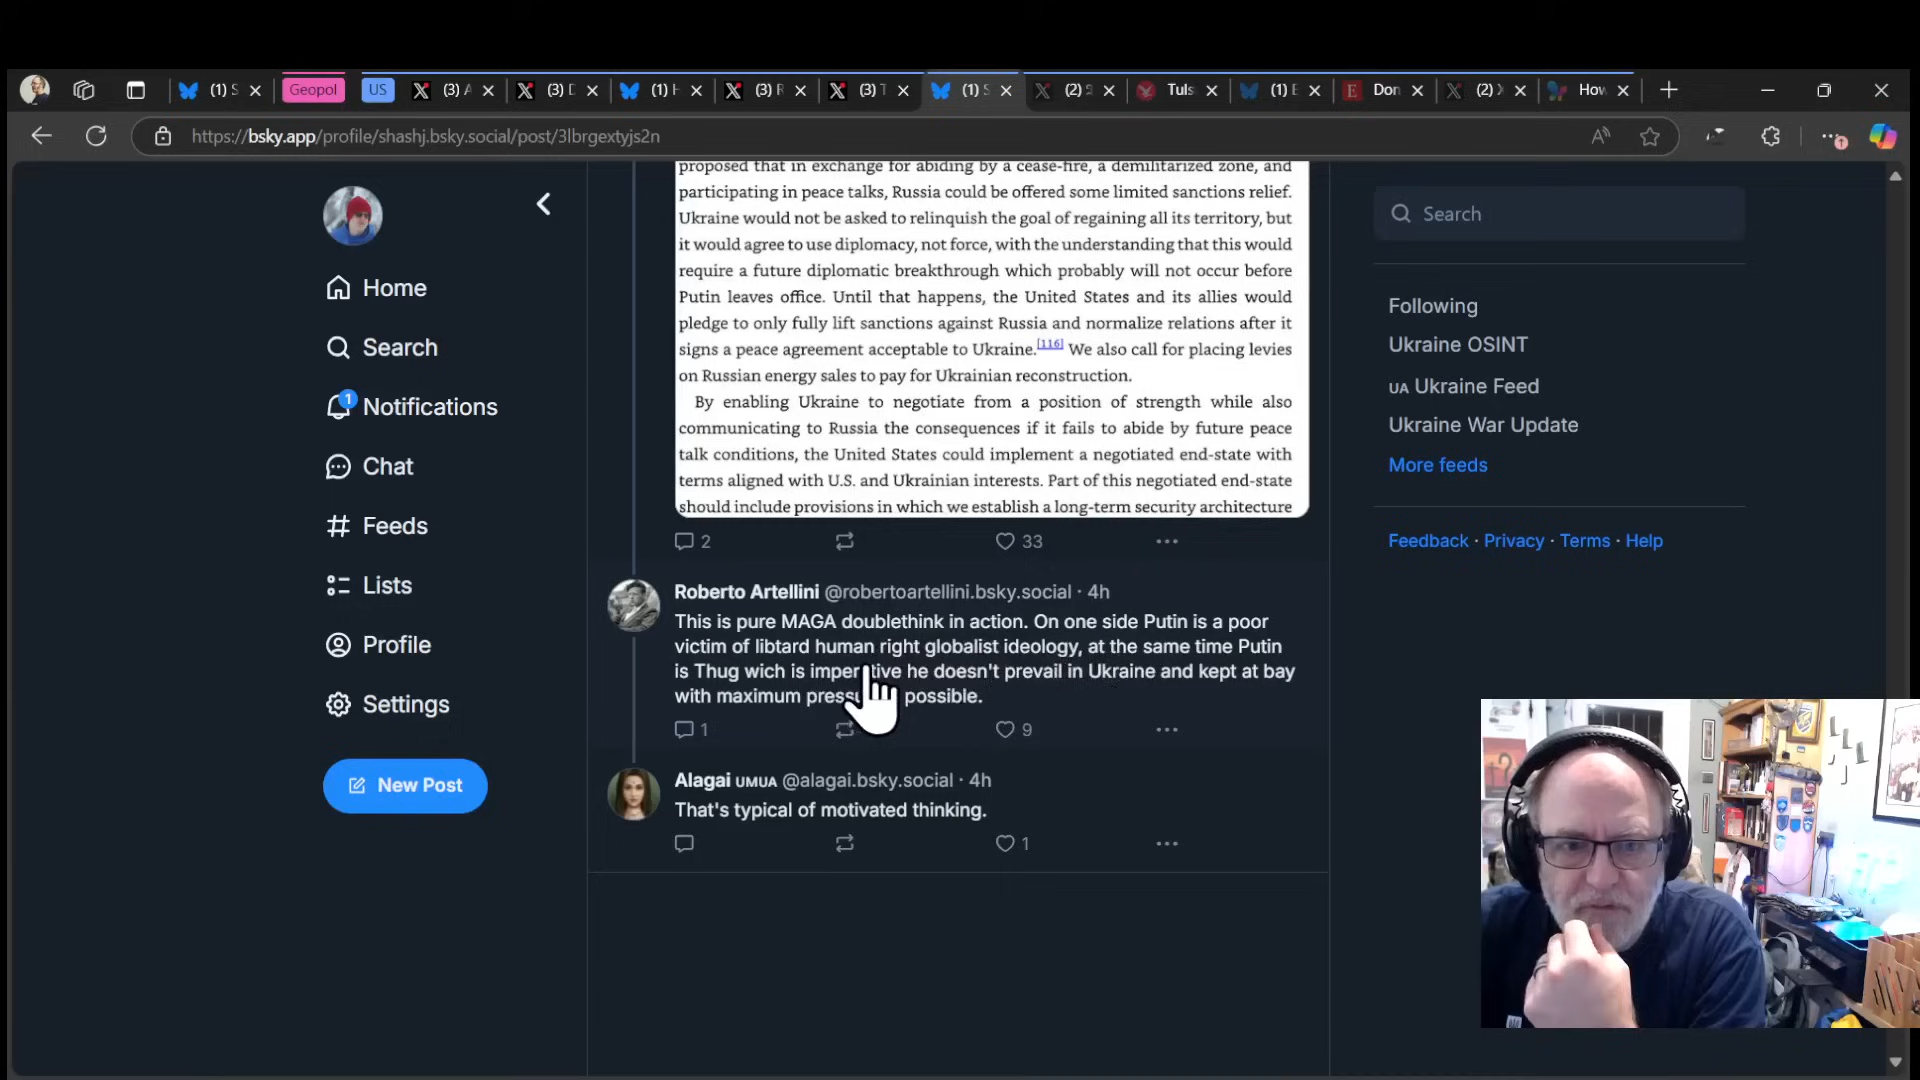 (1) S
Geopol
US
(3) A
(3) D
(1) H
(3) R
(3) T
(1) S
(2) S
Tuls
(1) E
Don
(2) X
How
https://bsky.app/profile/shashj.bsky.social/post/3lbrgextyjs2n
proposed that in exchange for abiding by a cease-fire, a demilitarized zone, and
participating in peace talks, Russia could be offered some limited sanctions relief.
Ukraine would not be asked to relinquish the goal of regaining all its territory, but
it would agree to use diplomacy, not force, with the understanding that this would
require a future diplomatic breakthrough which probably will not occur before
Putin leaves office. Until that happens, the United States and its allies would
pledge to only fully lift sanctions against Russia and normalize relations after it
signs a peace agreement acceptable to Ukraine.[116] We also call for placing levies
on Russian energy sales to pay for Ukrainian reconstruction.
By enabling Ukraine to negotiate from a position of strength while also
communicating to Russia the consequences if it fails to abide by future peace
talk conditions, the United States could implement a negotiated end-state with
terms aligned with U.S. and Ukrainian interests. Part of this negotiated end-state
should include provisions in which we establish a long-term security architecture
2
33
Roberto Artellini @robertoartellini.bsky.social · 4h
This is pure MAGA doublethink in action. On one side Putin is a poor
victim of libtard human right globalist ideology, at the same time Putin
is Thug wich is imperative he doesn't prevail in Ukraine and kept at bay
with maximum possible.
1
9
Alagai UMUA @alagai.bsky.social · 4h
That's typical of motivated thinking.
1
Home
Search
1
Notifications
Chat
Feeds
Lists
Profile
Settings
New Post
Search
Following
Ukraine OSINT
UA Ukraine Feed
Ukraine War Update
More feeds
Feedback · Privacy · Terms · Help